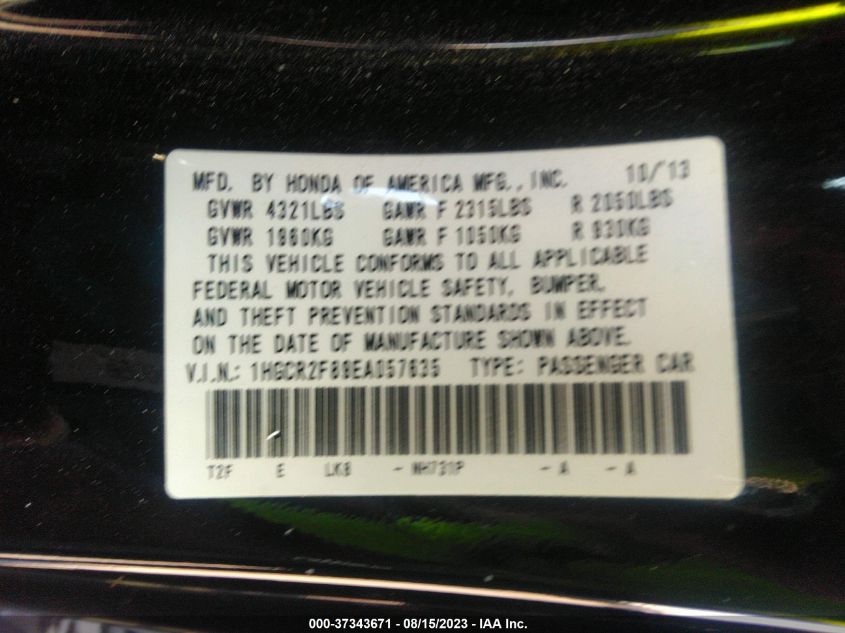 MFD. BY HONDA OF AMERICA MFG., INC. 10/'13
GVWR 4321LBS GAWR F 2315LBS R 2050LBS
GVWR 1960KG GAWR F 1050KG R 930KG
THIS VEHICLE CONFORMS TO ALL APPLICABLE
FEDERAL MOTOR VEHICLE SAFETY, BUMPER,
AND THEFT PREVENTION STANDARDS IN EFFECT
ON THE DATE OF MANUFACTURE SHOWN ABOVE.
V.I.N.: 1HGCR2F89EA057635 TYPE: PASSENGER CAR
T2F E LK8 - NH731P - A - A
000-37343671 - 08/15/2023 - IAA Inc.